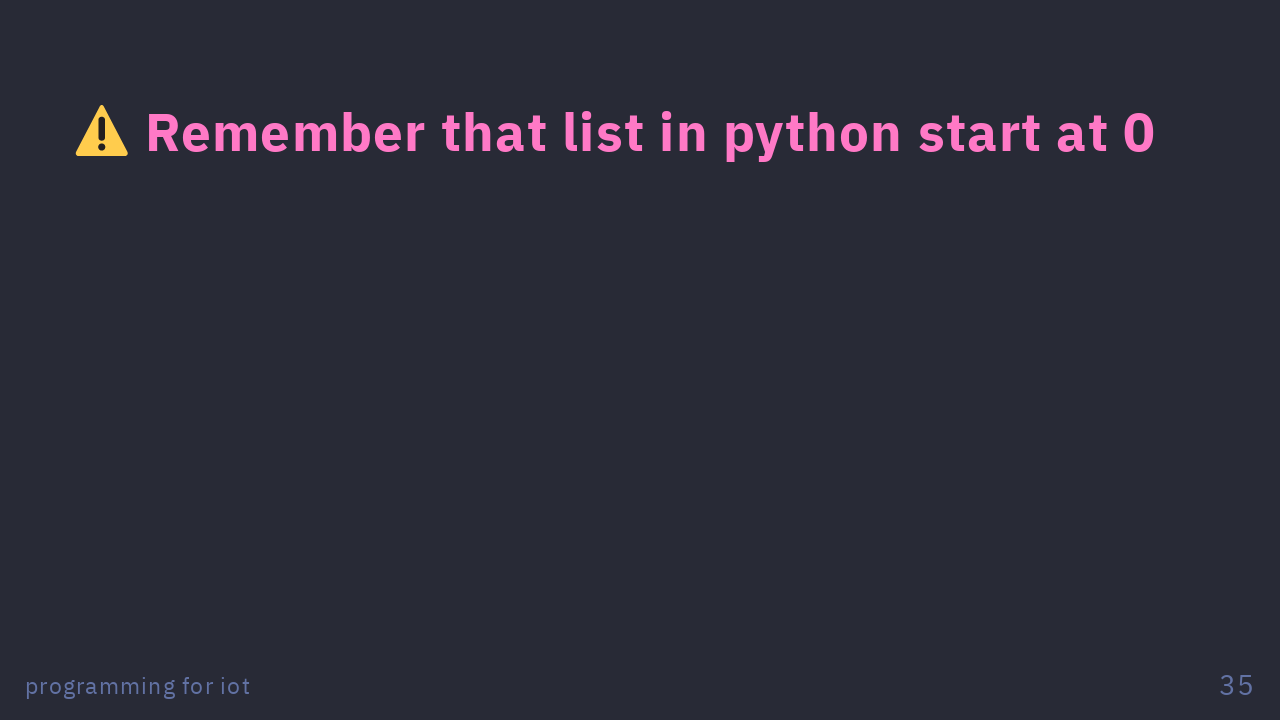 ⚠️ Remember that list in python start at 0
programming for iot
35